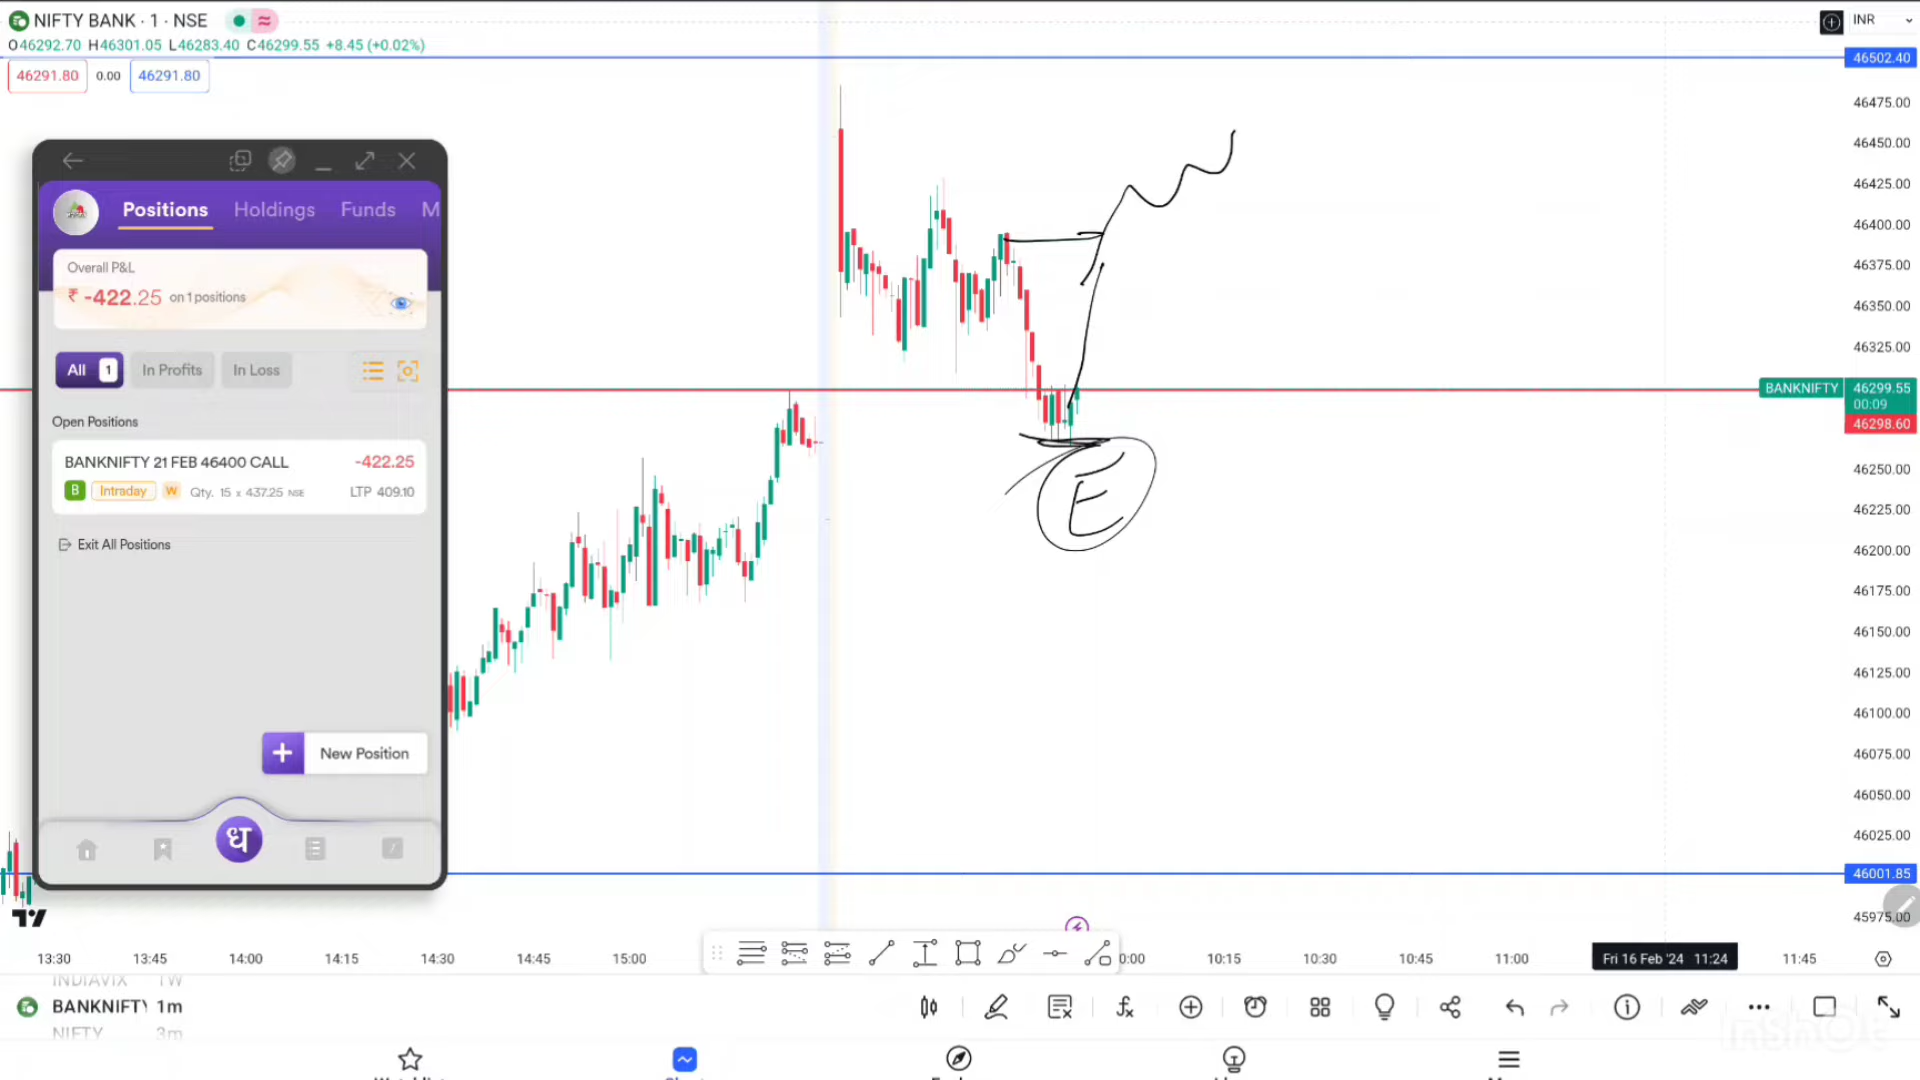 NIFTY BANK · 1 · NSE
O46292.70 H46301.05 L46283.40 C46299.55 +8.45 (+0.02%)
46291.80 0.00 46291.80
INR
46502.40
46475.00
46450.00
46425.00
46400.00
46375.00
46350.00
46325.00
BANKNIFTY 46299.55
00:09
46298.60
46250.00
46225.00
46200.00
46175.00
46150.00
46125.00
46100.00
46075.00
46050.00
46025.00
46001.85
45975.00
Positions Holdings Funds M
Overall P&L
₹ -422.25 on 1 positions
All 1 In Profits In Loss
Open Positions
BANKNIFTY 21 FEB 46400 CALL -422.25
B Intraday W Qty. 15 x 437.25 NSE LTP 409.10
Exit All Positions
+ New Position
ध
E
13:30 13:45 14:00 14:15 14:30 14:45 15:00 0:00 10:15 10:30 10:45 11:00 Fri 16 Feb '24 11:24 11:45
INDIAVIX 1W
BANKNIFTY 1m
NIFTY 3m